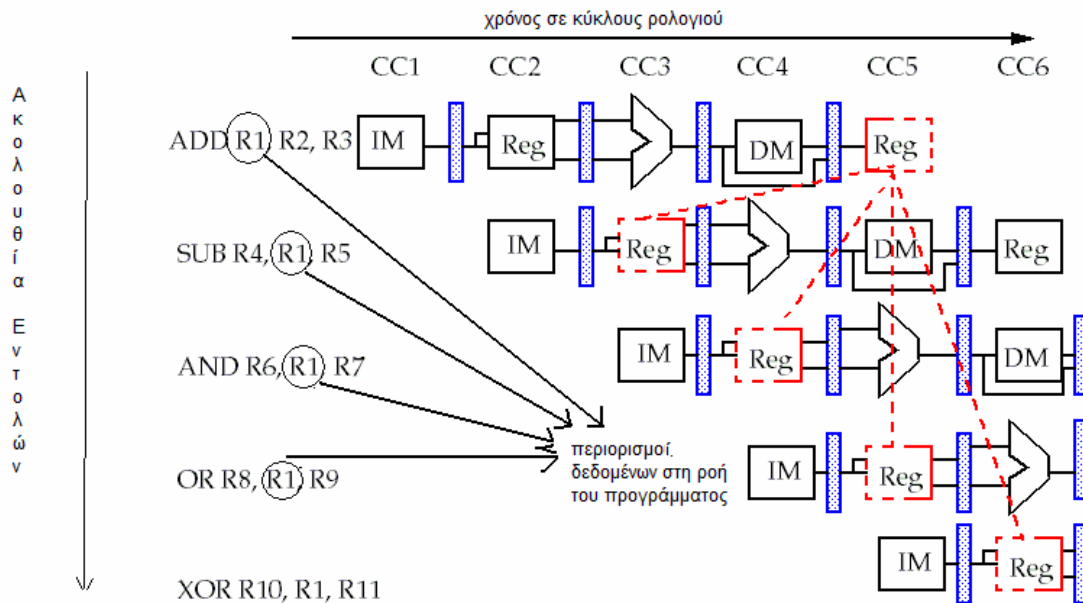 χρόνος σε κύκλους ρολογιού
CC1 CC2 CC3 CC4 CC5 CC6
Ακολουθία Εντολών
ADD R1, R2, R3 IM Reg DM Reg
SUB R4, R1, R5 IM Reg DM Reg
AND R6, R1, R7 IM Reg DM
περιορισμοί
δεδομένων στη ροή
του προγράμματος
OR R8, R1, R9 IM Reg
XOR R10, R1, R11 IM Reg